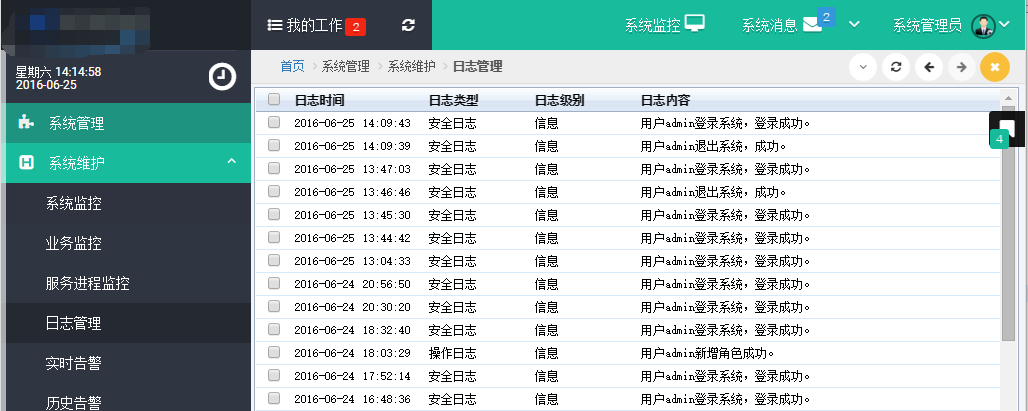 我的工作 2 系统监控 系统消息 2 系统管理员
星期六 14:14:58
2016-06-25
首页 系统管理 系统维护 日志管理
系统管理
系统维护
系统监控
业务监控
服务进程监控
日志管理
实时告警
历史告警
日志时间 日志类型 日志级别 日志内容
2016-06-25 14:09:43 安全日志 信息 用户admin登录系统，登录成功。
2016-06-25 14:09:39 安全日志 信息 用户admin退出系统，成功。
2016-06-25 13:47:03 安全日志 信息 用户admin登录系统，登录成功。
2016-06-25 13:46:46 安全日志 信息 用户admin退出系统，成功。
2016-06-25 13:45:30 安全日志 信息 用户admin登录系统，登录成功。
2016-06-25 13:44:42 安全日志 信息 用户admin登录系统，登录成功。
2016-06-25 13:04:33 安全日志 信息 用户admin登录系统，登录成功。
2016-06-24 20:56:50 安全日志 信息 用户admin登录系统，登录成功。
2016-06-24 20:30:20 安全日志 信息 用户admin登录系统，登录成功。
2016-06-24 18:32:40 安全日志 信息 用户admin登录系统，登录成功。
2016-06-24 18:03:29 操作日志 信息 用户admin新增角色成功。
2016-06-24 17:52:14 安全日志 信息 用户admin登录系统，登录成功。
2016-06-24 16:48:36 安全日志 信息 用户admin登录系统，登录成功。
4